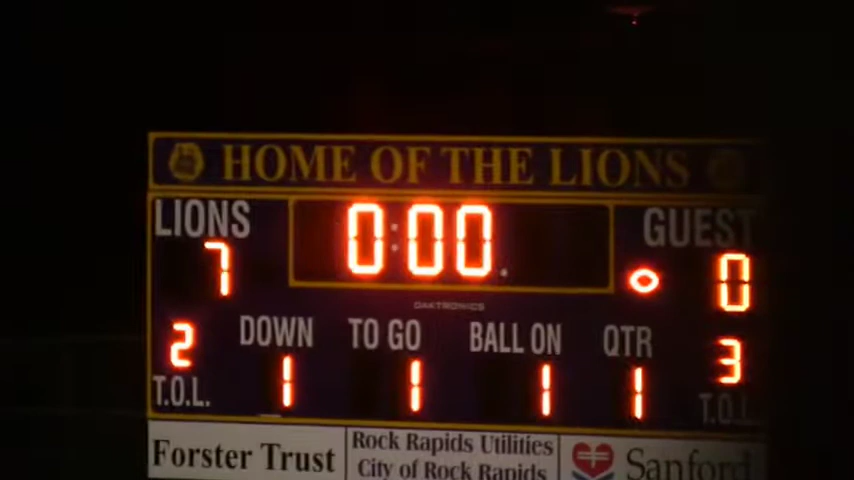 HOME OF THE LIONS
LIONS 0:00. GUEST
7 0
DAKTRONICS
2 DOWN TO GO BALL ON QTR 3
T.O.L. 1 1 1 1 T.O.L.
Forster Trust
Rock Rapids Utilities
City of Rock Rapids
Sanford